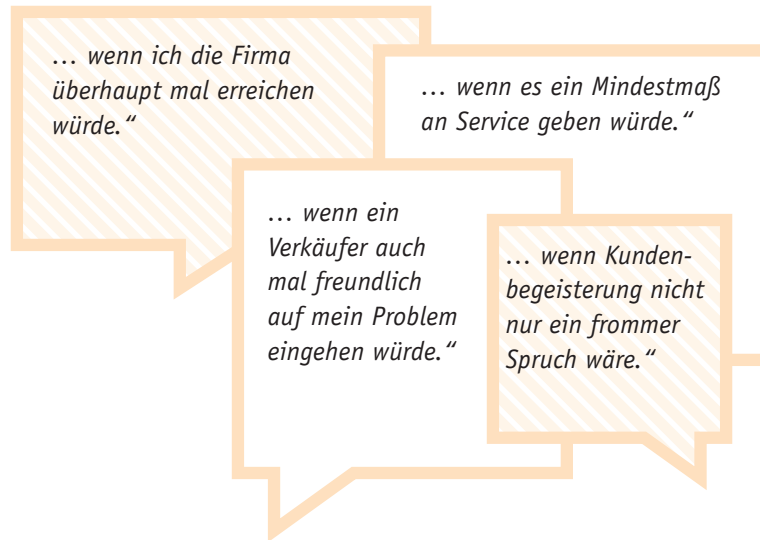 … wenn ich die Firma
überhaupt mal erreichen
würde.“
… wenn es ein Mindestmaß
an Service geben würde.“
… wenn ein
Verkäufer auch
mal freundlich
auf mein Problem
eingehen würde.“
… wenn Kunden-
begeisterung nicht
nur ein frommer
Spruch wäre.“